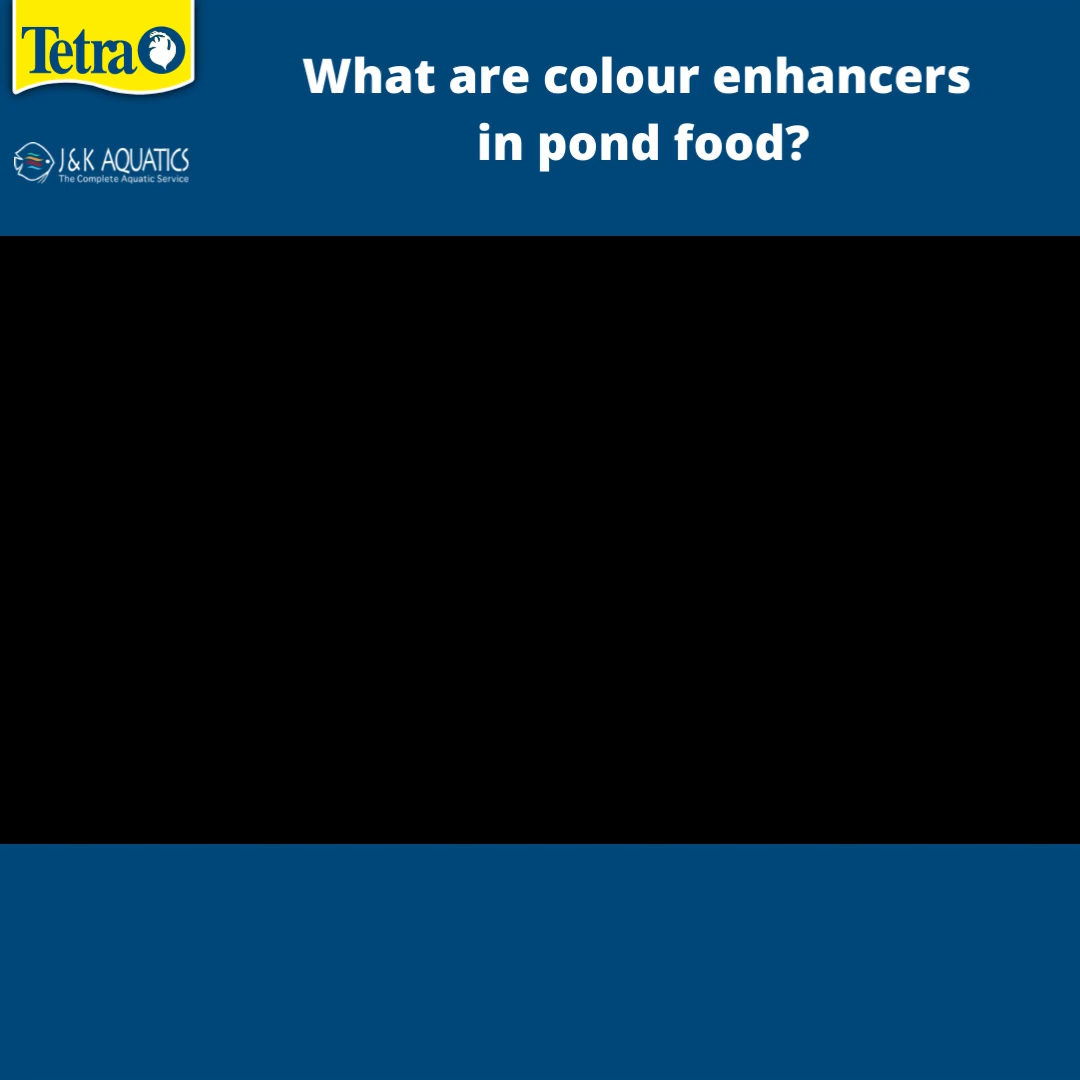 Tetra
What are colour enhancers
in pond food?
J&K AQUATICS
The Complete Aquatic Service